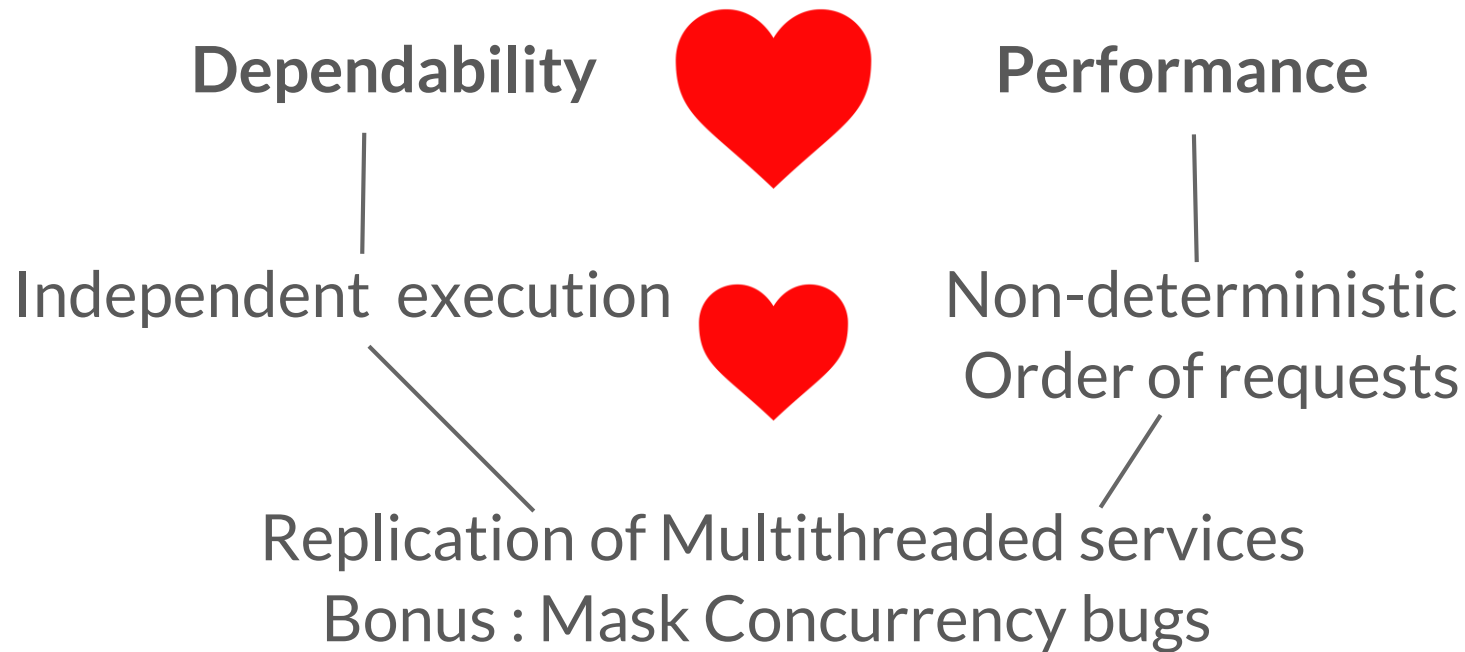 Dependability
Performance
Independent execution
Non-deterministic
Order of requests
Replication of Multithreaded services
Bonus : Mask Concurrency bugs